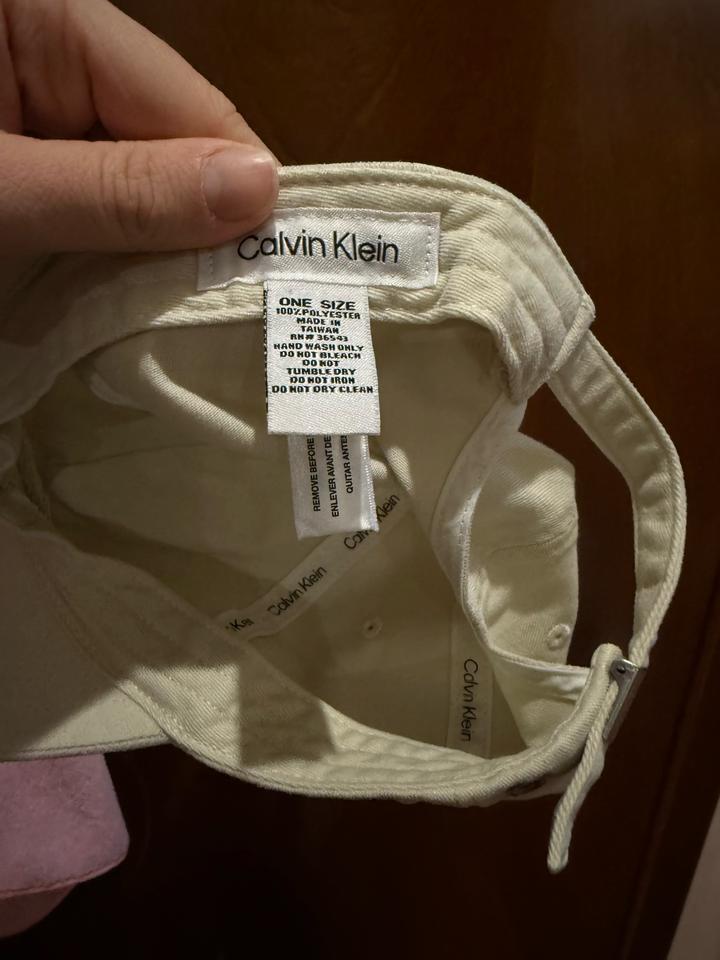 Calvin Klein
ONE SIZE
100%POLYESTER
MADE IN
TAIWAN
RN# 36543
HAND WASH ONLY
DO NOT BLEACH
DO NOT
TUMBLE DRY
DO NOT IRON
DO NOT DRY CLEAN
REMOVE BEFORE
ENLEVER AVANT DE
QUITAR ANTE
Calvin Klein
Calvin Klein
Calvin Klein